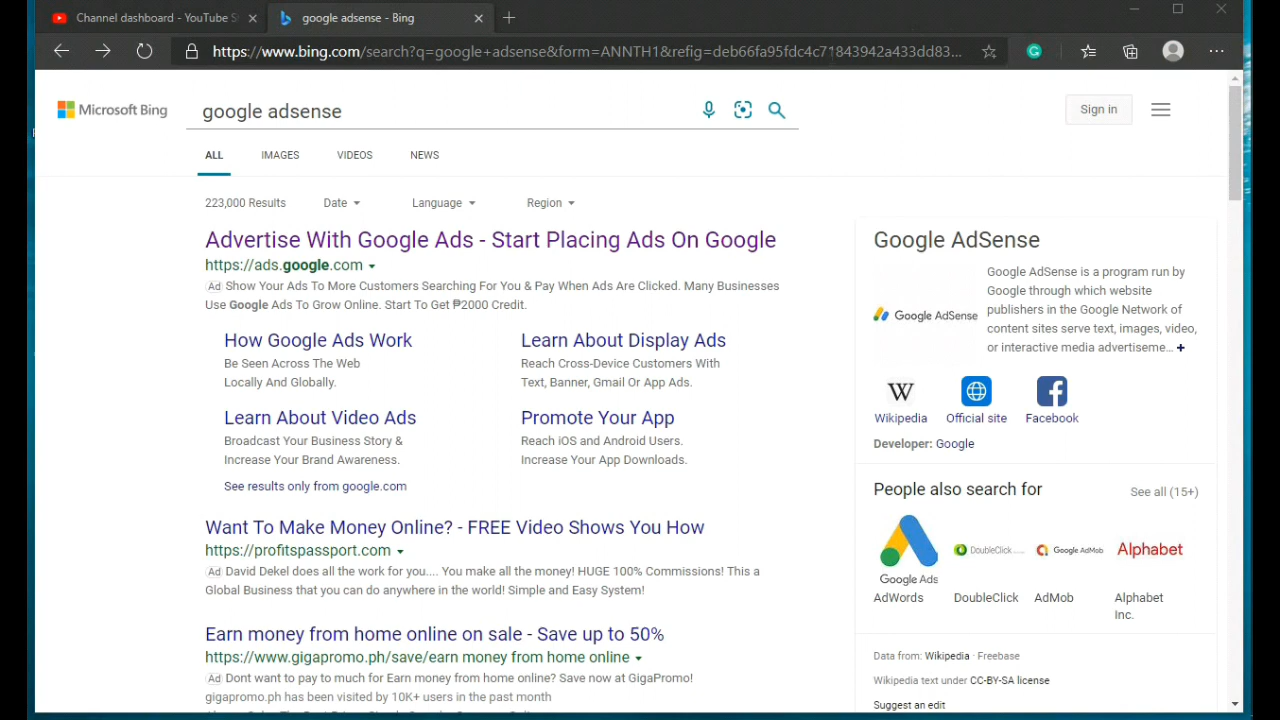 Channel dashboard - YouTube S
google adsense - Bing
https://www.bing.com/search?q=google+adsense&form=ANNTH1&refig=deb66fa95fdc4c71843942a433dd83...
Microsoft Bing
google adsense
Sign in
ALL IMAGES VIDEOS NEWS
223,000 Results Date Language Region
Advertise With Google Ads - Start Placing Ads On Google
https://ads.google.com
Ad Show Your Ads To More Customers Searching For You & Pay When Ads Are Clicked. Many Businesses
Use Google Ads To Grow Online. Start To Get ₱2000 Credit.
How Google Ads Work
Be Seen Across The Web
Locally And Globally.
Learn About Display Ads
Reach Cross-Device Customers With
Text, Banner, Gmail Or App Ads.
Learn About Video Ads
Broadcast Your Business Story &
Increase Your Brand Awareness.
Promote Your App
Reach iOS and Android Users.
Increase Your App Downloads.
See results only from google.com
Want To Make Money Online? - FREE Video Shows You How
https://profitspassport.com
Ad David Dekel does all the work for you.... You make all the money! HUGE 100% Commissions! This a
Global Business that you can do anywhere in the world! Simple and Easy System!
Earn money from home online on sale - Save up to 50%
https://www.gigapromo.ph/save/earn money from home online
Ad Dont want to pay to much for Earn money from home online? Save now at GigaPromo!
gigapromo.ph has been visited by 10K+ users in the past month
Google AdSense
Google AdSense
Google AdSense is a program run by
Google through which website
publishers in the Google Network of
content sites serve text, images, video,
or interactive media advertiseme... +
W
Wikipedia Official site Facebook
Developer: Google
People also search for See all (15+)
Google Ads
DoubleClick
Google AdMob
Alphabet
AdWords DoubleClick AdMob Alphabet
Inc.
Data from: Wikipedia · Freebase
Wikipedia text under CC-BY-SA license
Suggest an edit